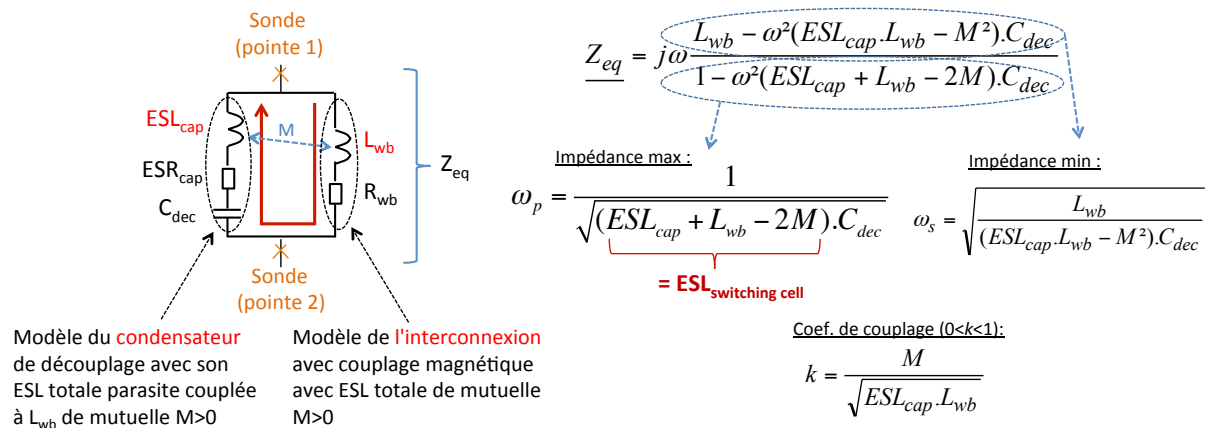 Sonde
(pointe 1)
ESL_cap
M
L_wb
ESR_cap
R_wb
C_dec
Z_eq
Sonde
(pointe 2)
Modèle du condensateur
de découplage avec son
ESL totale parasite couplée
à L_wb de mutuelle M>0
Modèle de l'interconnexion
avec couplage magnétique
avec ESL totale de mutuelle
M>0
Z_eq = jω (L_wb − ω²(ESL_cap.L_wb − M²).C_dec) / (1 − ω²(ESL_cap + L_wb − 2M).C_dec)
Impédance max :
ω_p = 1 / √((ESL_cap + L_wb − 2M).C_dec)
= ESL_switching cell
Impédance min :
ω_s = √(L_wb / ((ESL_cap.L_wb − M²).C_dec))
Coef. de couplage (0<k<1):
k = M / √(ESL_cap.L_wb)